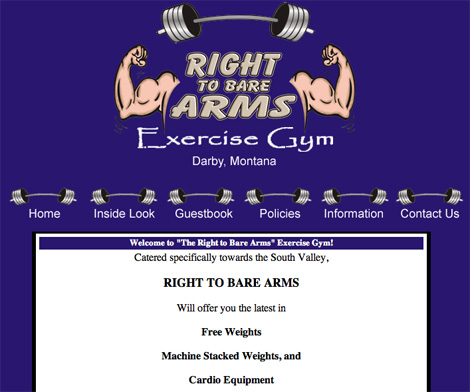 RIGHT
TO BARE
ARMS
Exercise Gym
Darby, Montana
Home Inside Look Guestbook Policies Information Contact Us
Welcome to "The Right to Bare Arms" Exercise Gym!
Catered specifically towards the South Valley,
RIGHT TO BARE ARMS
Will offer you the latest in
Free Weights
Machine Stacked Weights, and
Cardio Equipment